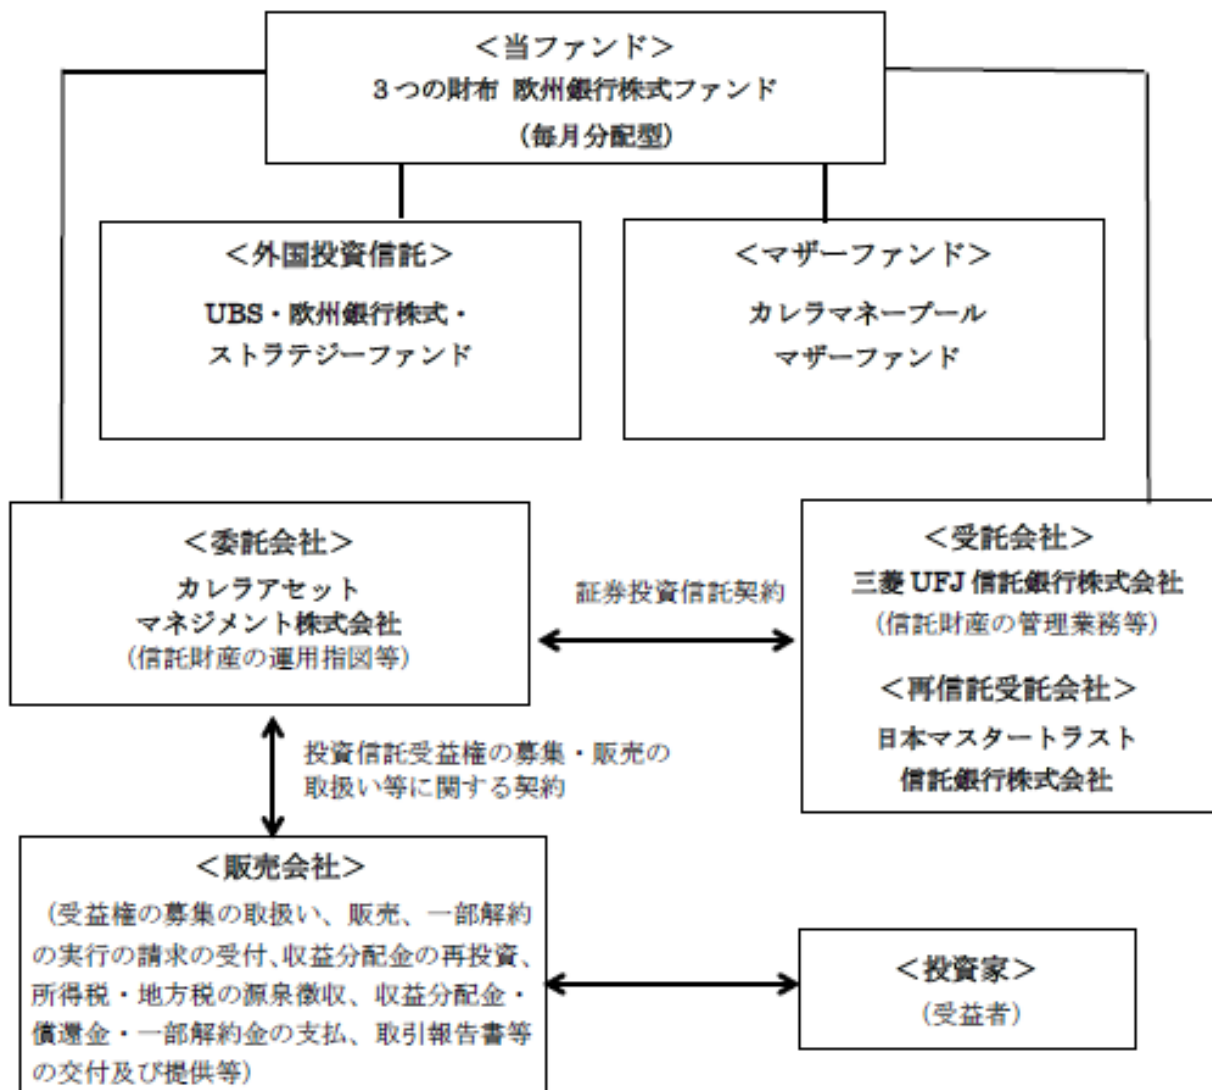 <当ファンド>
3つの財布 欧州銀行株式ファンド
(毎月分配型)
<外国投資信託>
UBS・欧州銀行株式・
ストラテジーファンド
<マザーファンド>
カレラマネープール
マザーファンド
<委託会社>
カレラアセット
マネジメント株式会社
(信託財産の運用指図等)
証券投資信託契約
<受託会社>
三菱 UFJ 信託銀行株式会社
(信託財産の管理業務等)
<再信託受託会社>
日本マスタートラスト
信託銀行株式会社
投資信託受益権の募集・販売の
取扱い等に関する契約
<販売会社>
(受益権の募集の取扱い、販売、一部解約
の実行の請求の受付、収益分配金の再投資、
所得税・地方税の源泉徴収、収益分配金・
償還金・一部解約金の支払、取引報告書等
の交付及び提供等)
<投資家>
(受益者)